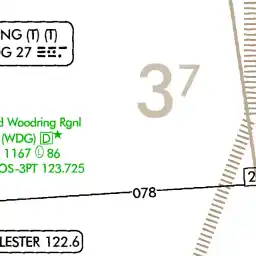 NG (T) (T)
G 27
3⁷
d Woodring Rgnl
(WDG) D★
1167 86
OS-3PT 123.725
078
2
LESTER 122.6